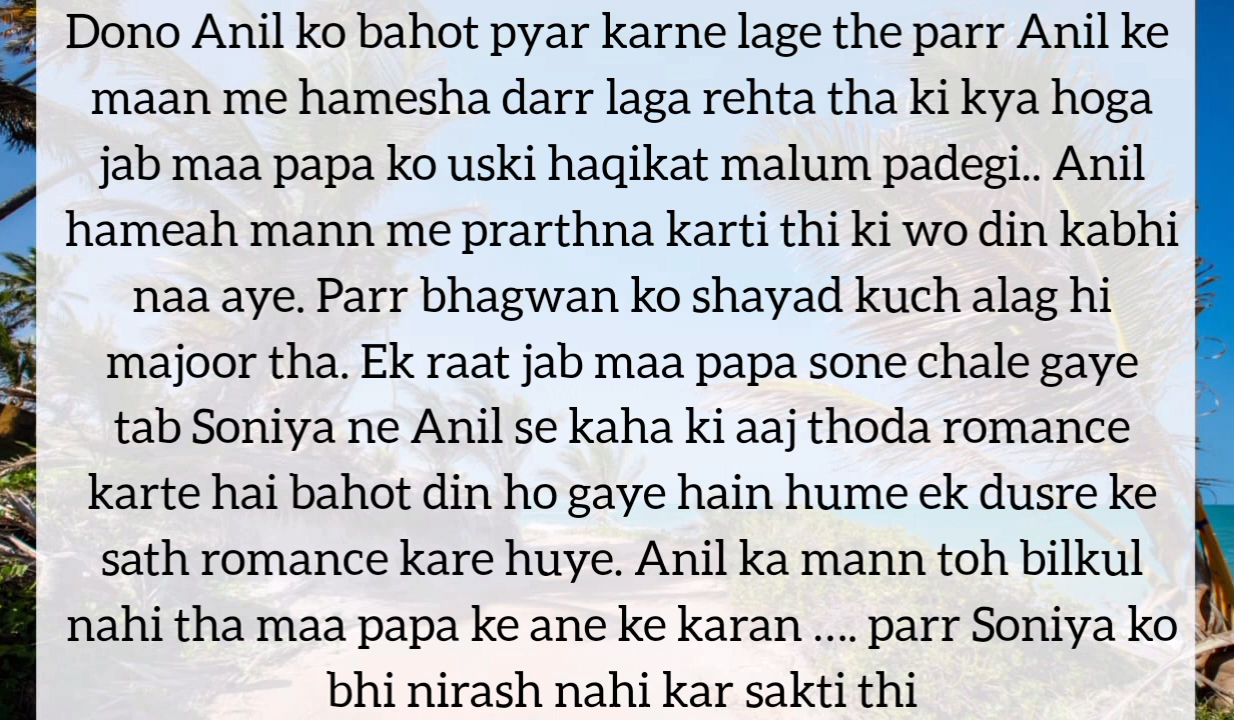 Dono Anil ko bahot pyar karne lage the parr Anil ke
maan me hamesha darr laga rehta tha ki kya hoga
jab maa papa ko uski haqikat malum padegi.. Anil
hameah mann me prarthna karti thi ki wo din kabhi
naa aye. Parr bhagwan ko shayad kuch alag hi
majoor tha. Ek raat jab maa papa sone chale gaye
tab Soniya ne Anil se kaha ki aaj thoda romance
karte hai bahot din ho gaye hain hume ek dusre ke
sath romance kare huye. Anil ka mann toh bilkul
nahi tha maa papa ke ane ke karan .... parr Soniya ko
bhi nirash nahi kar sakti thi